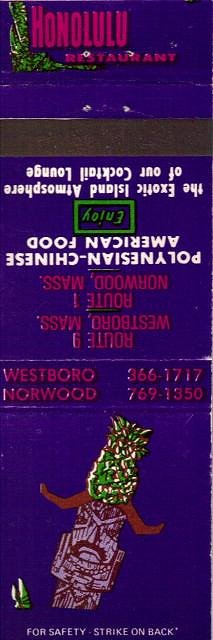 HONOLULU
RESTAURANT
ROUTE 9
WESTBORO, MASS.
ROUTE 1
NORWOOD, MASS.
POLYNESIAN-CHINESE
AMERICAN FOOD
Enjoy
the Exotic Island Atmosphere
of our Cocktail Lounge
WESTBORO 366-1717
NORWOOD 769-1350
FOR SAFETY - STRIKE ON BACK